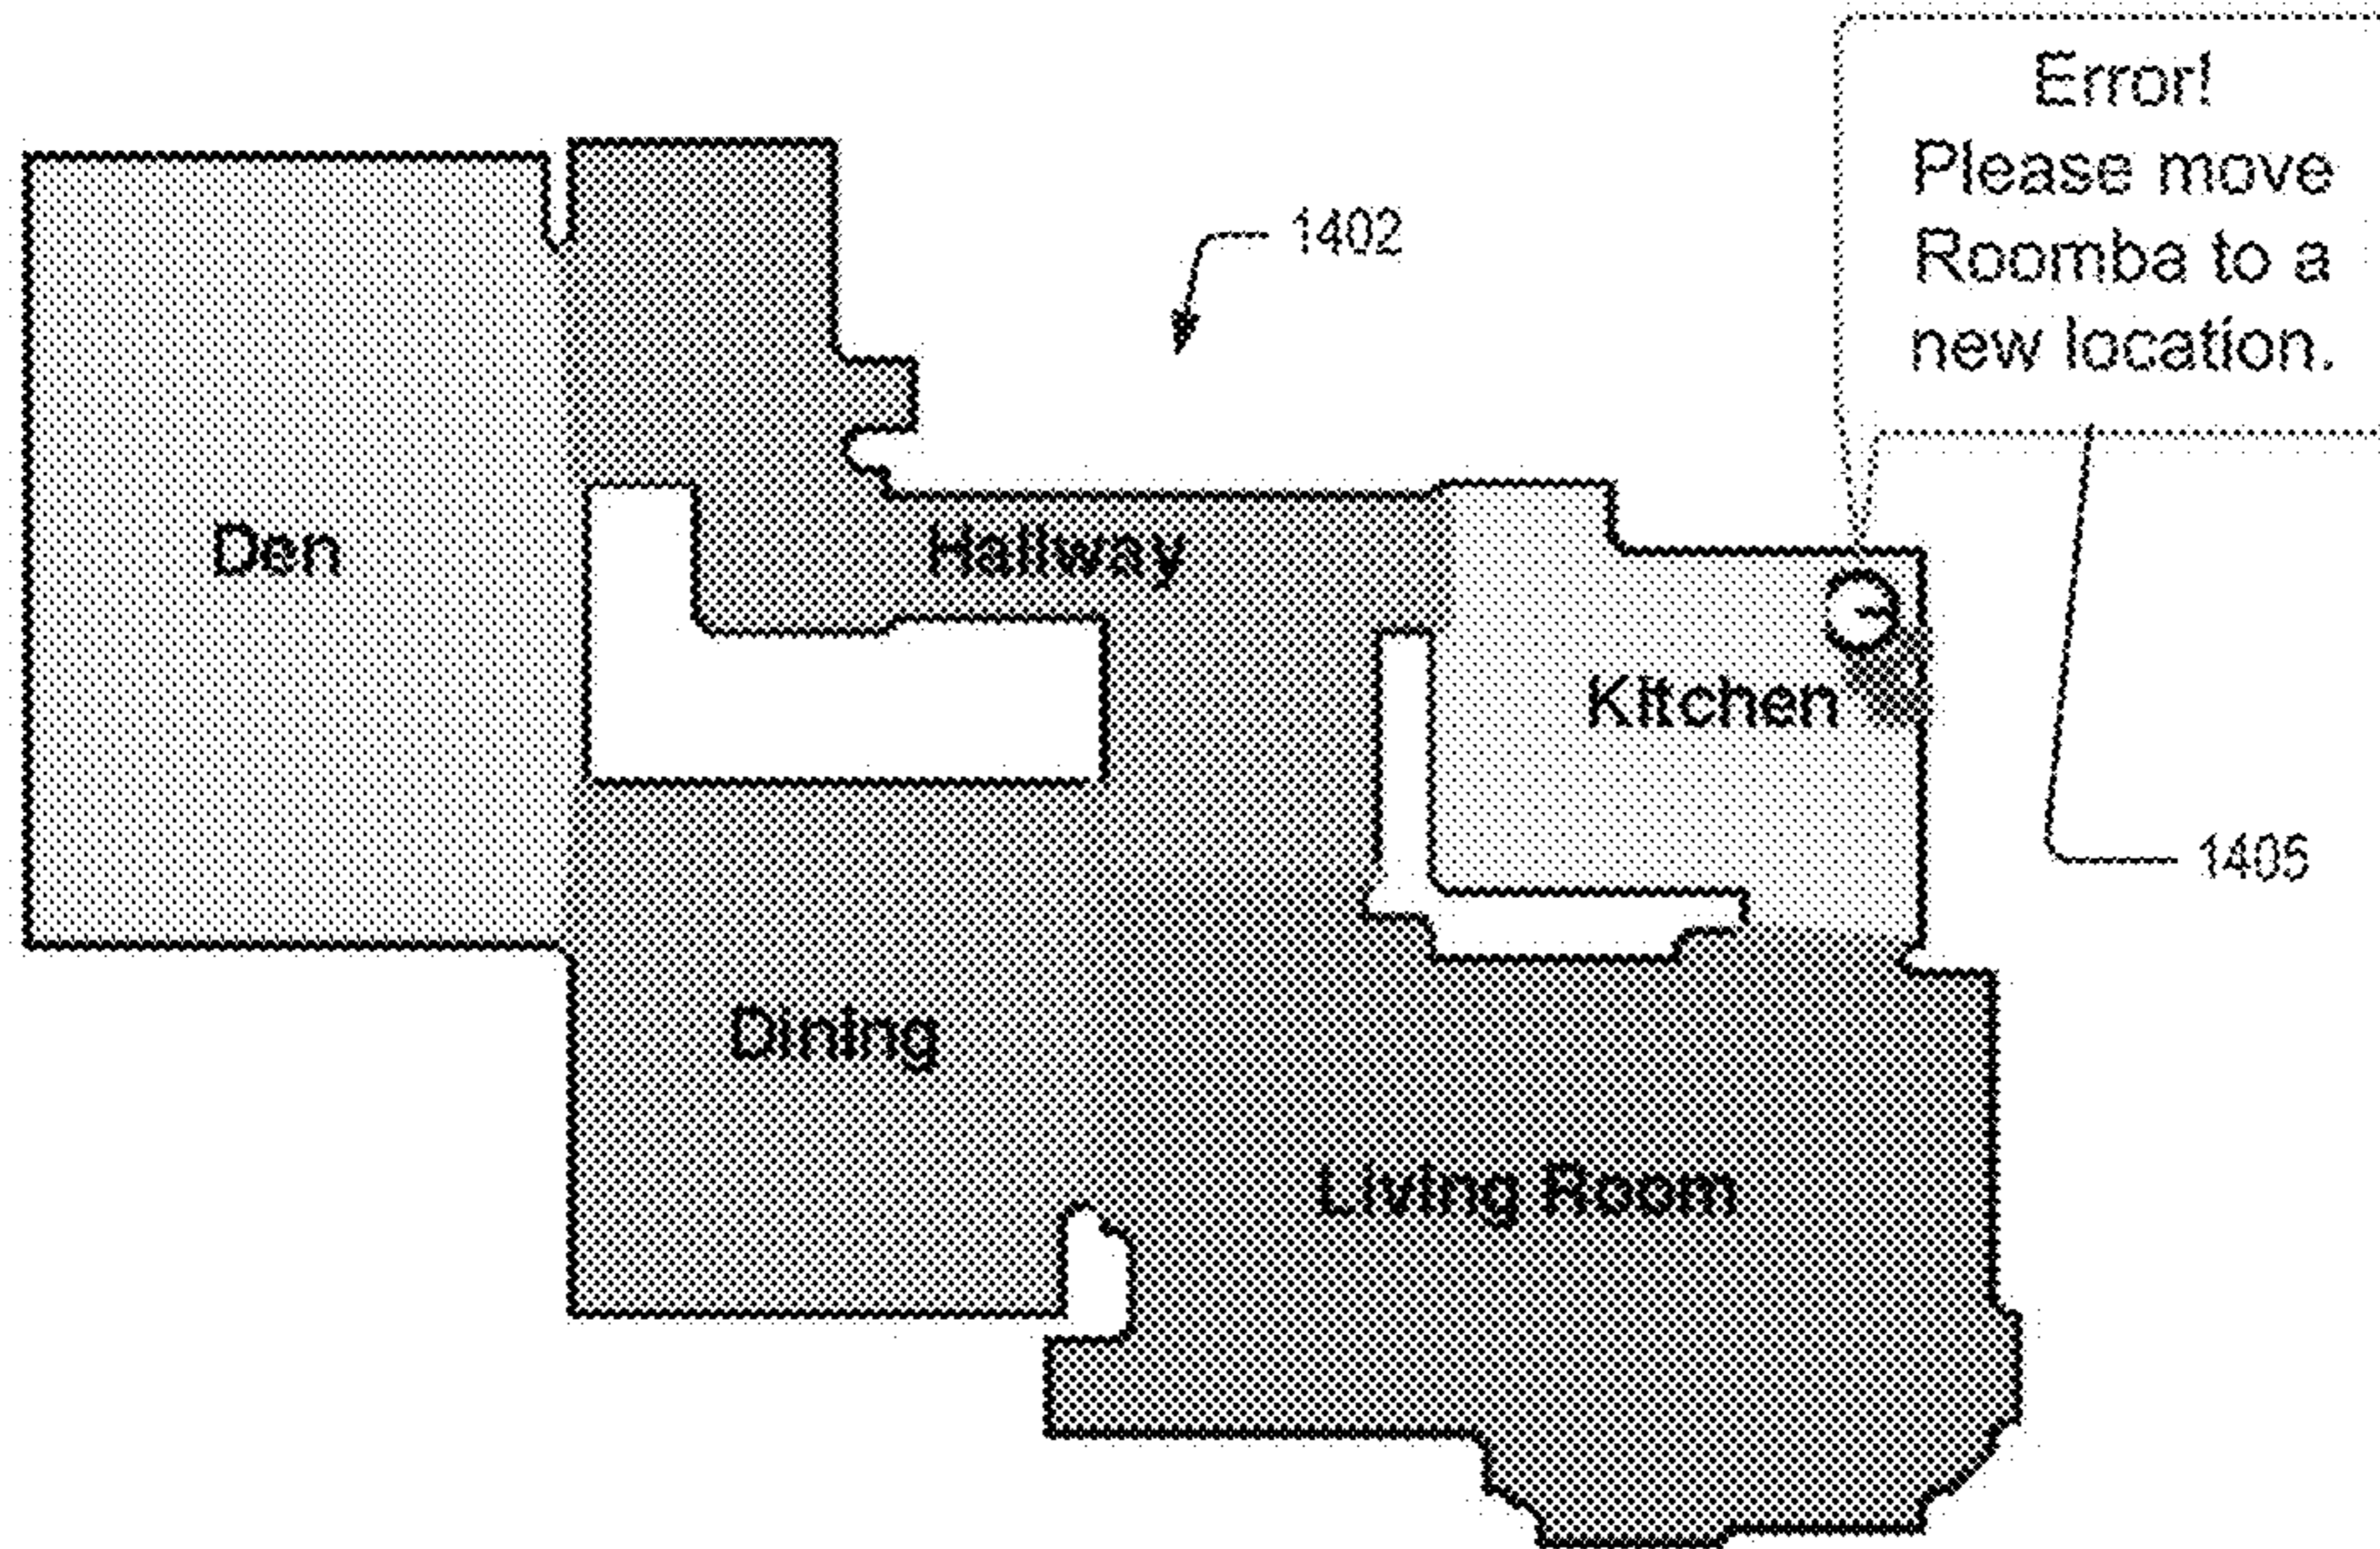 Error!
Please move
Roomba to a
new location.
1402
Den
Hallway
Kitchen
1405
Dining
Living Room